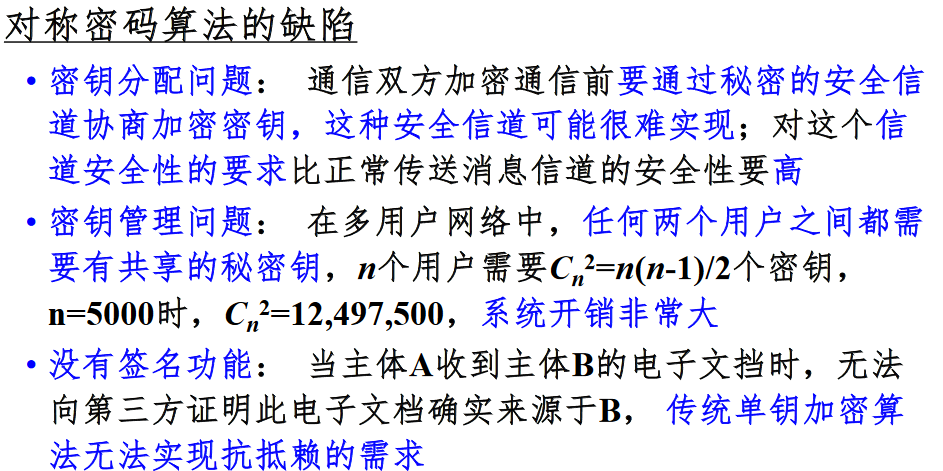 对称密码算法的缺陷
• 密钥分配问题： 通信双方加密通信前要通过秘密的安全信
道协商加密密钥，这种安全信道可能很难实现；对这个信
道安全性的要求比正常传送消息信道的安全性要高
• 密钥管理问题： 在多用户网络中，任何两个用户之间都需
要有共享的秘密钥，n个用户需要Cn²=n(n-1)/2个密钥，
n=5000时，Cn²=12,497,500，系统开销非常大
• 没有签名功能： 当主体A收到主体B的电子文挡时，无法
向第三方证明此电子文档确实来源于B， 传统单钥加密算
法无法实现抗抵赖的需求